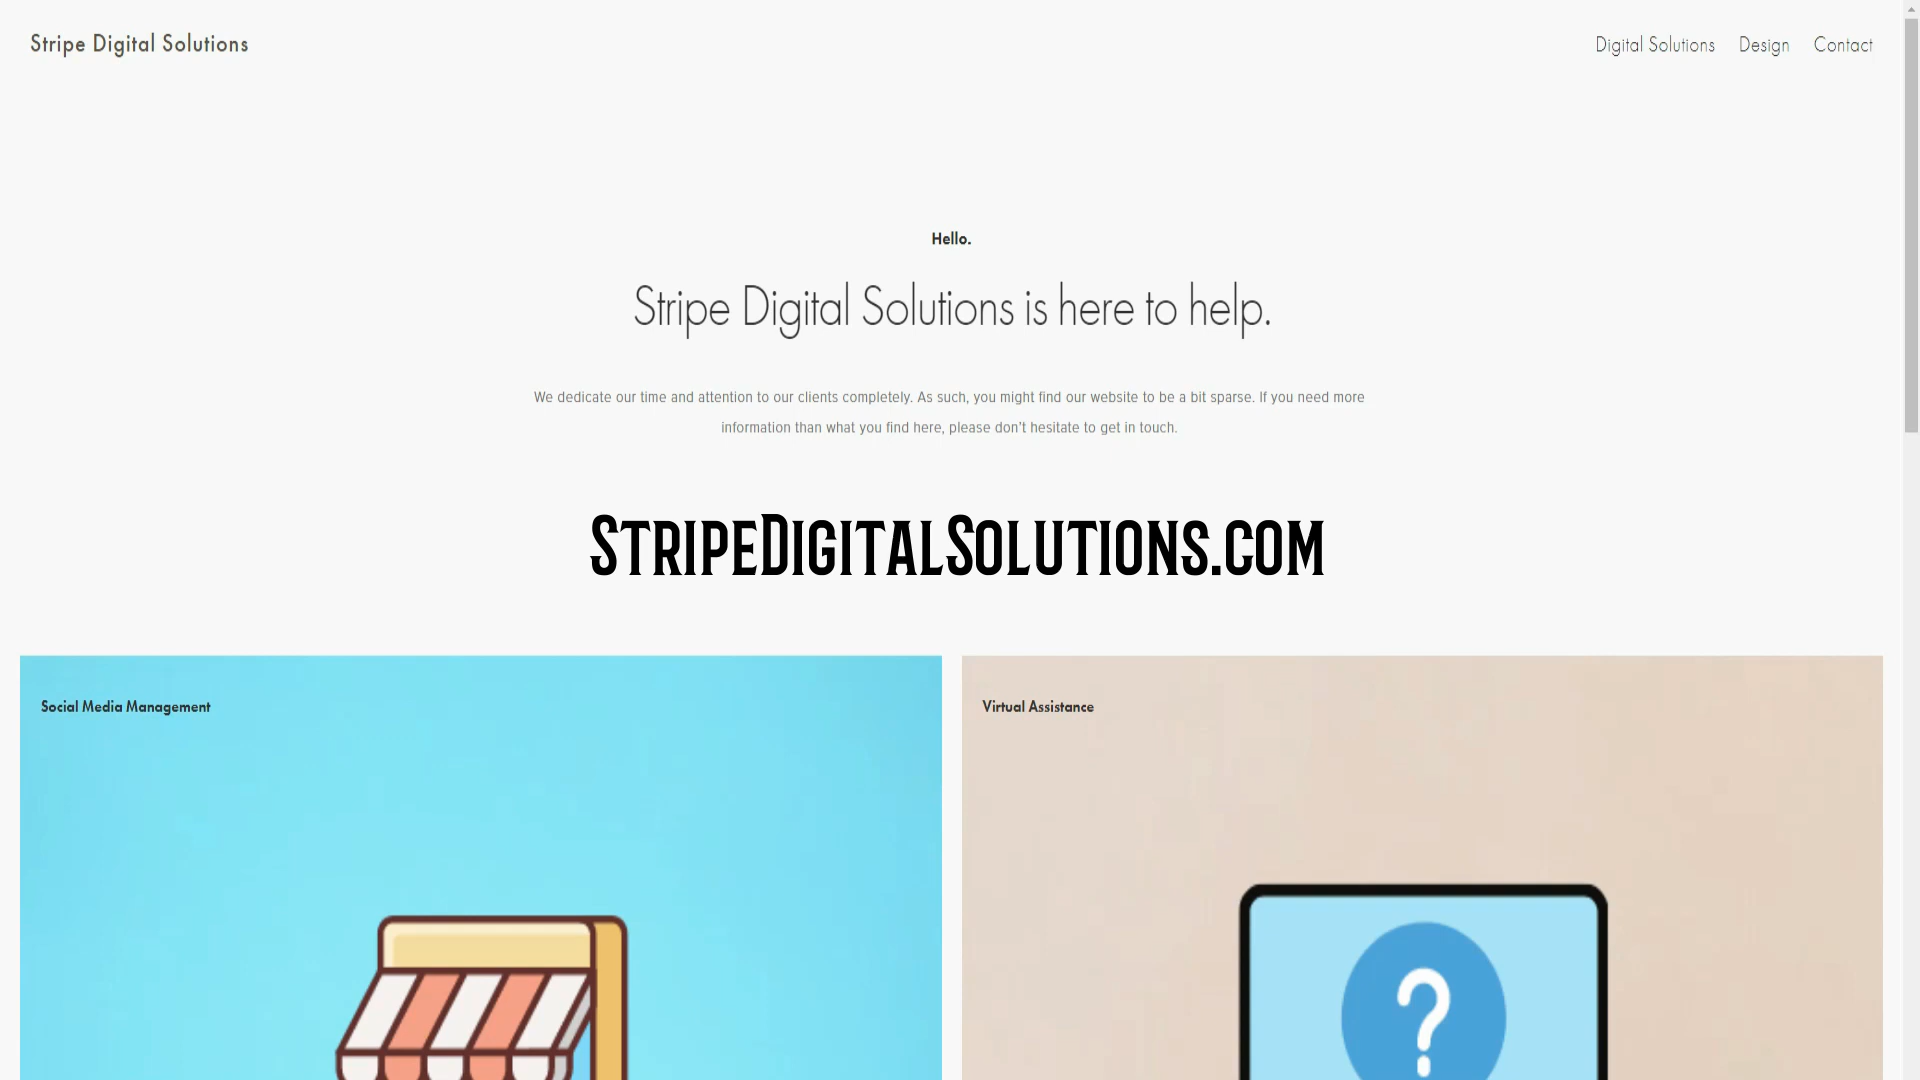 Stripe Digital Solutions
Digital Solutions Design Contact
Hello.
Stripe Digital Solutions is here to help.
We dedicate our time and attention to our clients completely. As such, you might find our website to be a bit sparse. If you need more
information than what you find here, please don't hesitate to get in touch.
StripeDigitalSolutions.com
Social Media Management
Virtual Assistance
?